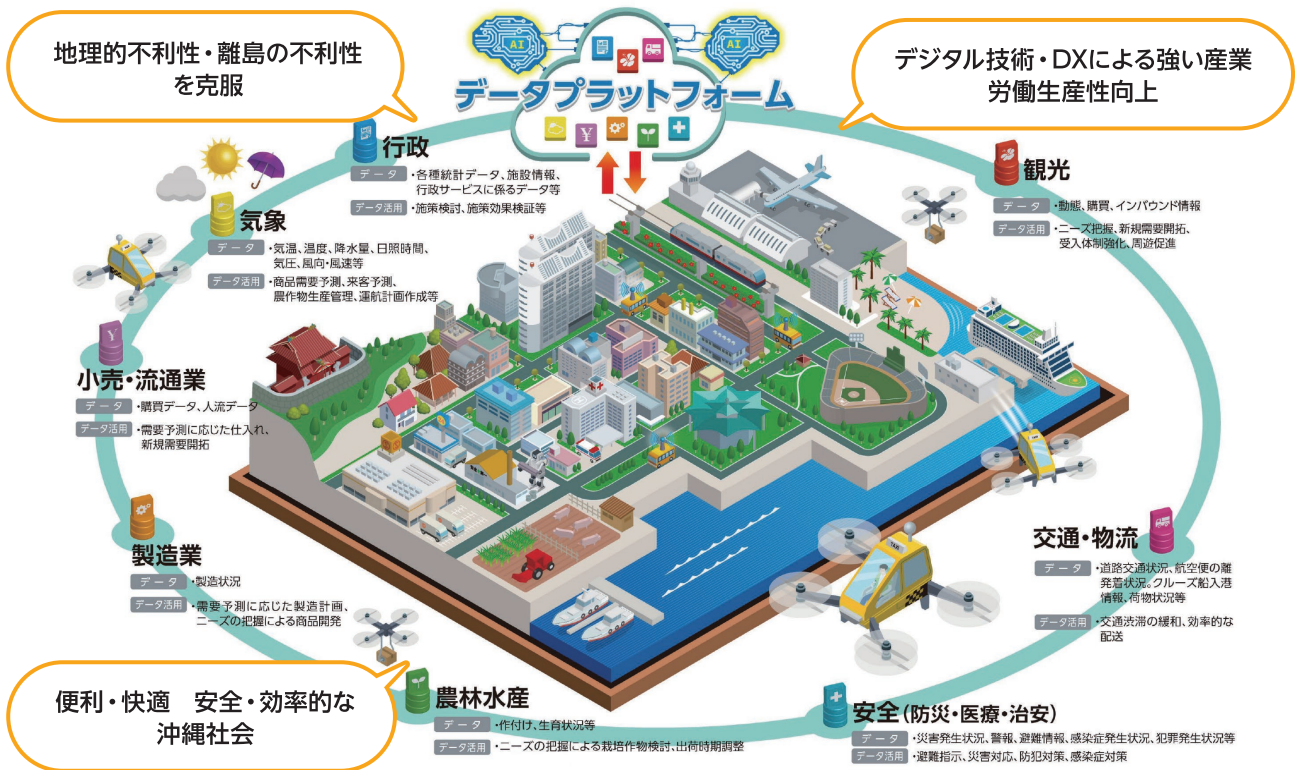 地理的不利性・離島の不利性
を克服
AI
AI
データプラットフォーム
¥
デジタル技術・DXによる強い産業
労働生産性向上
行政
データ ・各種統計データ、施設情報、
行政サービスに係るデータ等
データ活用 ・施策検討、施策効果検証等
観光
データ ・動態、購買、インバウンド情報
データ活用 ・ニーズ把握、新規需要開拓、
受入体制強化、周遊促進
気象
データ ・気温、温度、降水量、日照時間、
気圧、風向・風速等
データ活用 ・商品需要予測、来客予測、
農作物生産管理、運航計画作成等
¥
小売・流通業
データ ・購買データ、人流データ
データ活用 ・需要予測に応じた仕入れ、
新規需要開拓
製造業
データ ・製造状況
データ活用 ・需要予測に応じた製造計画、
ニーズの把握による商品開発
TAXI
交通・物流
データ ・道路交通状況、航空便の離
発着状況。クルーズ船入港
情報、荷物状況等
データ活用 ・交通渋滞の緩和、効率的な
配送
便利・快適 安全・効率的な
沖縄社会
農林水産
データ ・作付け、生育状況等
データ活用 ・ニーズの把握による栽培作物検討、出荷時期調整
安全(防災・医療・治安)
データ ・災害発生状況、警報、避難情報、感染症発生状況、犯罪発生状況等
データ活用 ・避難指示、災害対応、防犯対策、感染症対策